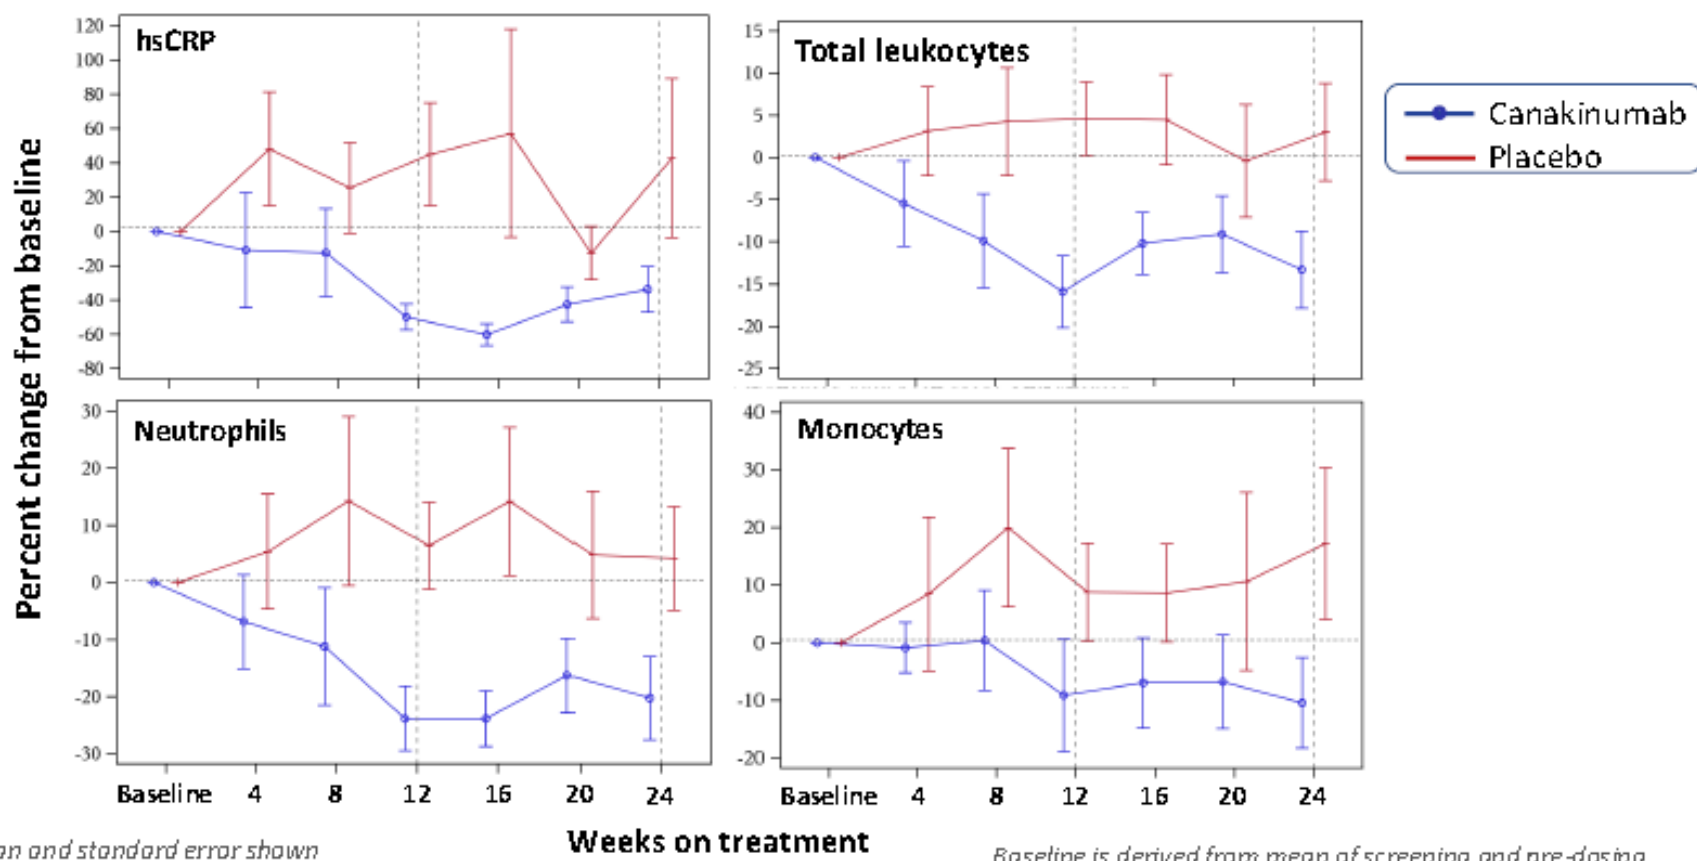 hsCRP
120
100
80
60
40
20
0
-20
-40
-60
-80
Total leukocytes
15
10
5
0
-5
-10
-15
-20
-25
Canakinumab
Placebo
Percent change from baseline
Neutrophils
30
20
10
0
-10
-20
-30
Baseline 4 8 12 16 20 24
Monocytes
40
30
20
10
0
-10
-20
Baseline 4 8 12 16 20 24
Weeks on treatment
and standard error shown
Baseline is derived from mean of screening and pre-dosing